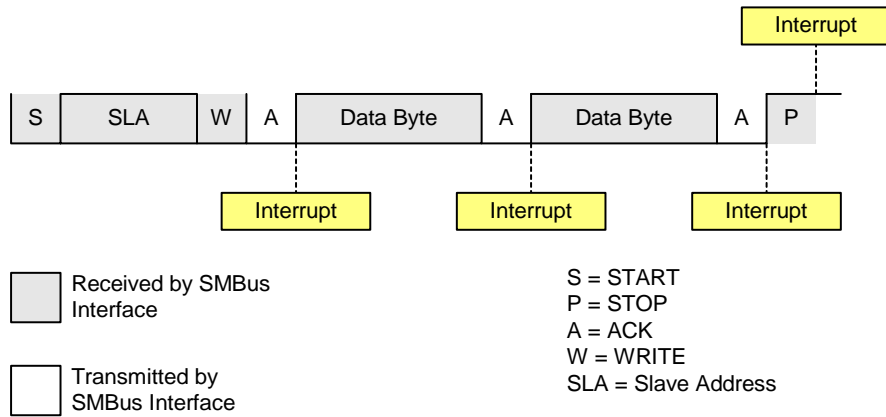 Interrupt
S SLA W A Data Byte A Data Byte A P
Interrupt Interrupt Interrupt
Received by SMBus
Interface
Transmitted by
SMBus Interface
S = START
P = STOP
A = ACK
W = WRITE
SLA = Slave Address